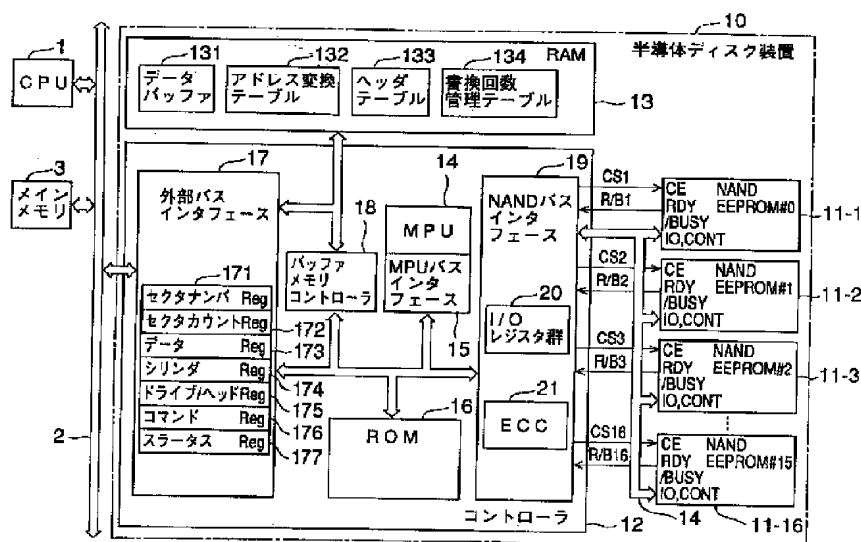 10
半導体ディスク装置
1
CPU
131
データ
バッファ
132
アドレス変換
テーブル
133
ヘッダ
テーブル
134
書換回数
管理テーブル
RAM
13
3
メイン
メモリ
2
17
外部バス
インタフェース
171
セクタナンバ Reg
セクタカウント Reg
172
データ Reg
173
シリンダ Reg
174
ドライブ/ヘッド Reg
175
コマンド Reg
176
スラータス Reg
177
18
バッファ
メモリ
コントローラ
14
MPU
MPUバス
インタ
フェース
15
16
ROM
19
NANDバス
インタ
フェース
20
I/O
レジスタ群
21
ECC
コントローラ
12
CS1
R/B1
CE NAND
RDY EEPROM#0
/BUSY
IO,CONT
11-1
CS2
R/B2
CE NAND
RDY EEPROM#1
/BUSY
IO,CONT
11-2
CS3
R/B3
CE NAND
RDY EEPROM#2
/BUSY
IO,CONT
11-3
CS16
R/B16
CE NAND
RDY EEPROM#15
/BUSY
IO,CONT
14
11-16